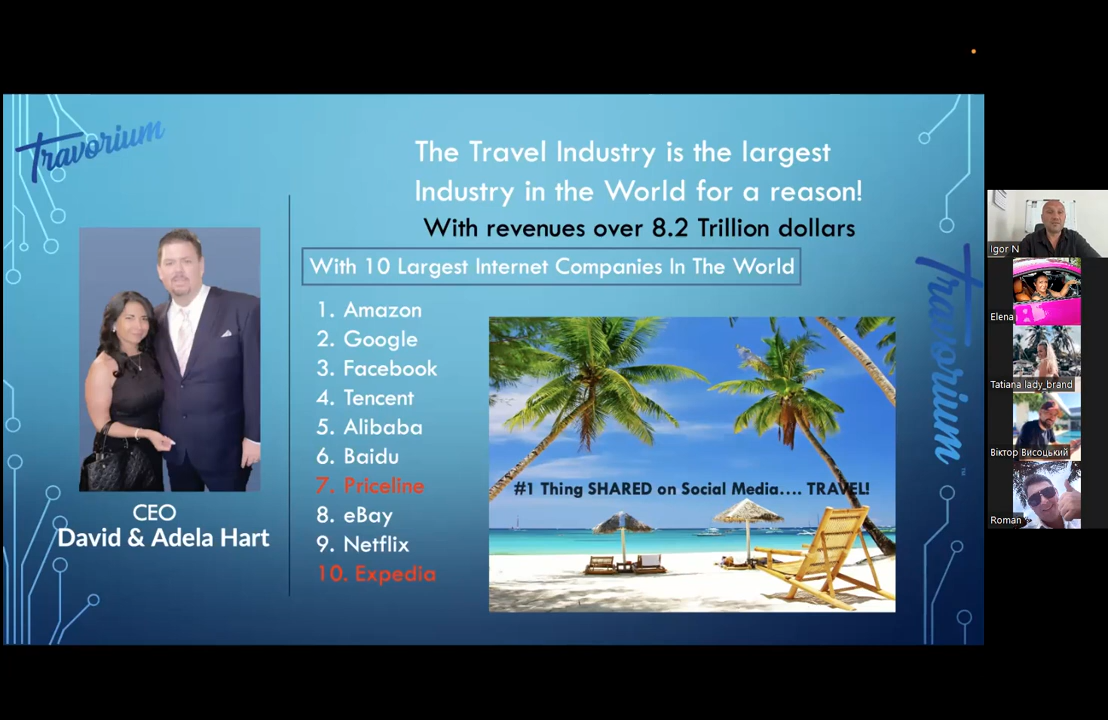 Travorium
The Travel Industry is the largest
Industry in the World for a reason!
With revenues over 8.2 Trillion dollars
With 10 Largest Internet Companies In The World
1. Amazon
2. Google
3. Facebook
4. Tencent
5. Alibaba
6. Baidu
7. Priceline
8. eBay
9. Netflix
10. Expedia
#1 Thing SHARED on Social Media.... TRAVEL!
CEO
David & Adela Hart
Travorium™
Igor N
Elena
Tatiana lady_brand
Віктор Висоцький
Roman